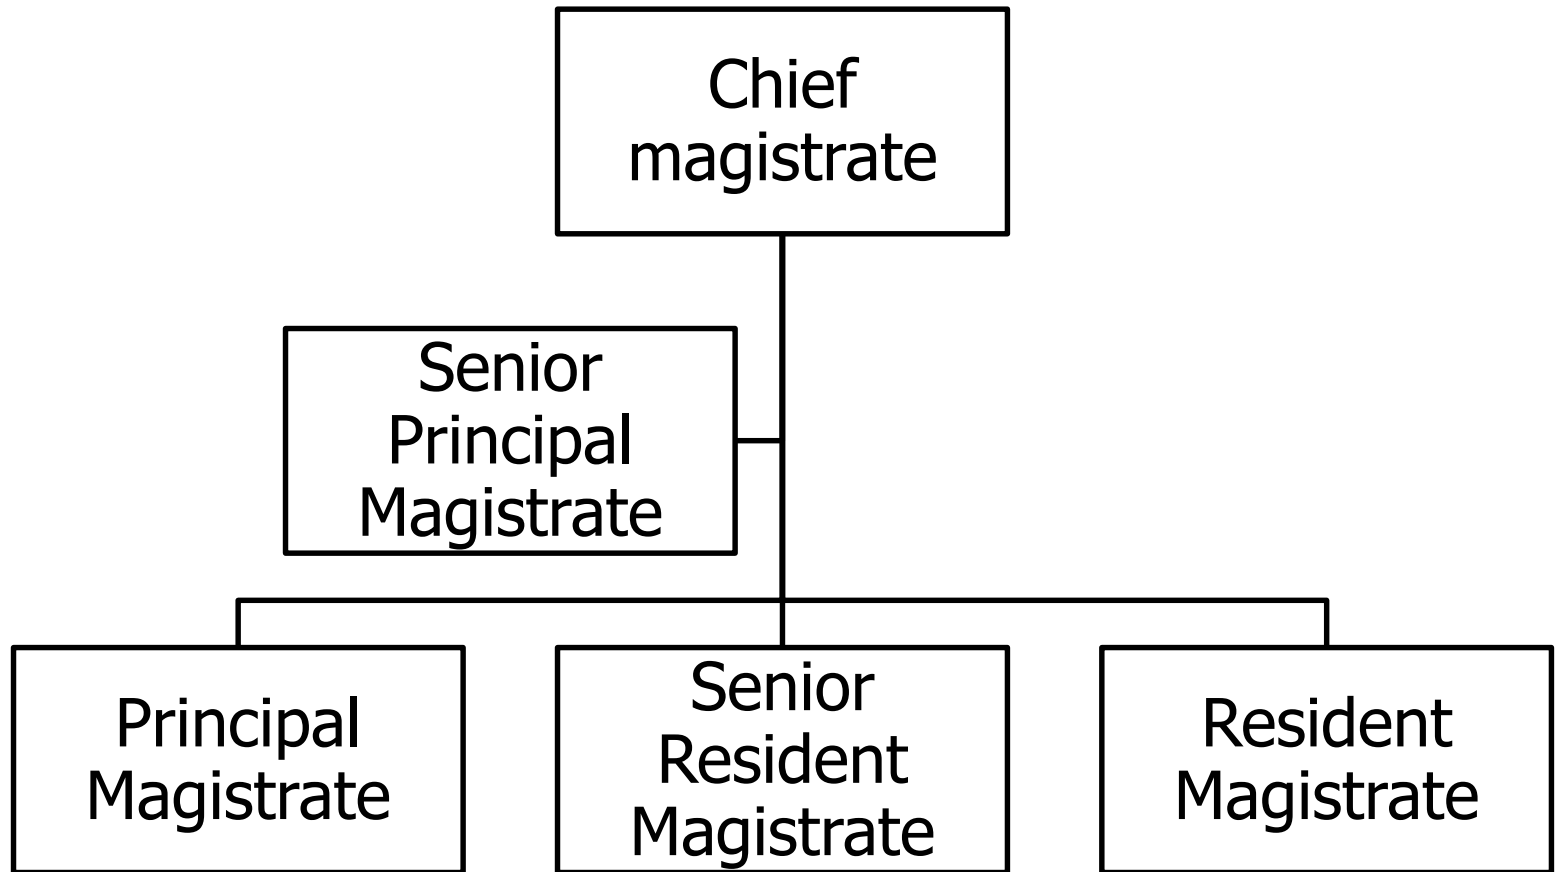 Chief
magistrate
Senior
Principal
Magistrate
Principal
Magistrate
Senior
Resident
Magistrate
Resident
Magistrate